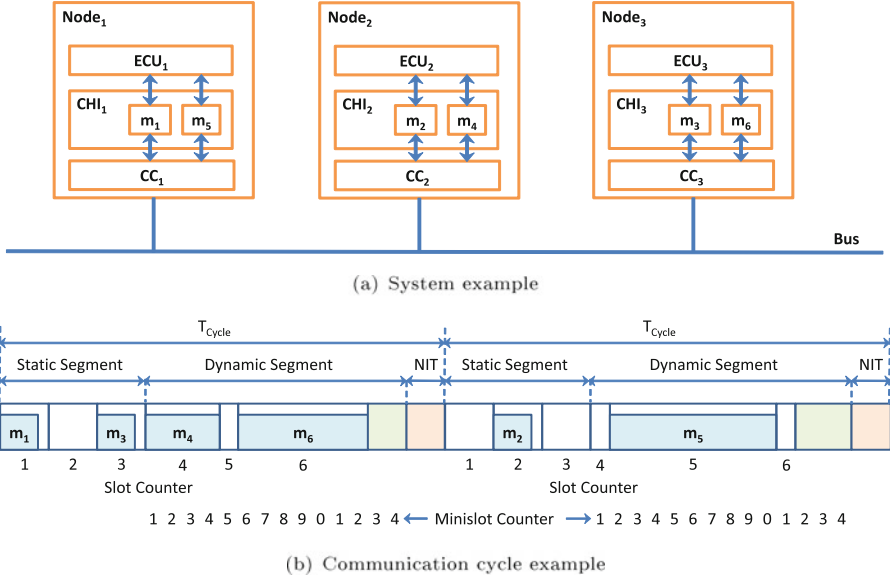 Node1 Node2 Node3
ECU1 ECU2 ECU3
CHI1 CHI2 CHI3
m1 m5 m2 m4 m3 m6
CC1 CC2 CC3
Bus
(a) System example
TCycle TCycle
Static Segment Dynamic Segment NIT Static Segment Dynamic Segment NIT
m1 m3 m4 m6 m2 m5
1 2 3 4 5 6 1 2 3 4 5 6
Slot Counter Slot Counter
1 2 3 4 5 6 7 8 9 0 1 2 3 4 Minislot Counter 1 2 3 4 5 6 7 8 9 0 1 2 3 4
(b) Communication cycle example